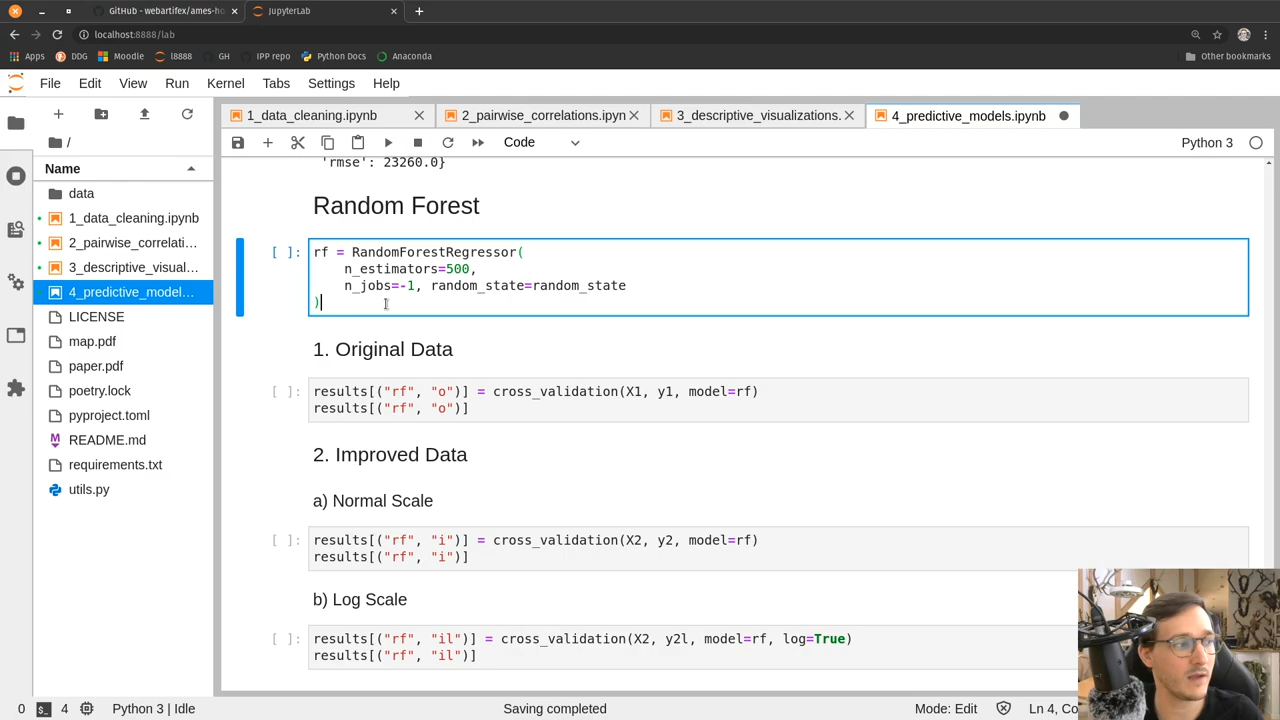 GitHub - webartifex/ames-ho
JupyterLab
localhost:8888/lab
Apps
DDG
Moodle
l8888
GH
IPP repo
Python Docs
Anaconda
Other bookmarks
File Edit View Run Kernel Tabs Settings Help
1_data_cleaning.ipynb
2_pairwise_correlations.ipyn
3_descriptive_visualizations.
4_predictive_models.ipynb
Code
Python 3
/
Name
data
1_data_cleaning.ipynb
2_pairwise_correlati…
3_descriptive_visual…
4_predictive_model…
LICENSE
map.pdf
paper.pdf
poetry.lock
pyproject.toml
README.md
requirements.txt
utils.py
'rmse': 23260.0}
Random Forest
[ ]: rf = RandomForestRegressor(
n_estimators=500,
n_jobs=-1, random_state=random_state
)
1. Original Data
[ ]: results[("rf", "o")] = cross_validation(X1, y1, model=rf)
results[("rf", "o")]
2. Improved Data
a) Normal Scale
[ ]: results[("rf", "i")] = cross_validation(X2, y2, model=rf)
results[("rf", "i")]
b) Log Scale
[ ]: results[("rf", "il")] = cross_validation(X2, y2l, model=rf, log=True)
results[("rf", "il")]
0
4
Python 3 | Idle
Saving completed
Mode: Edit
Ln 4, Co